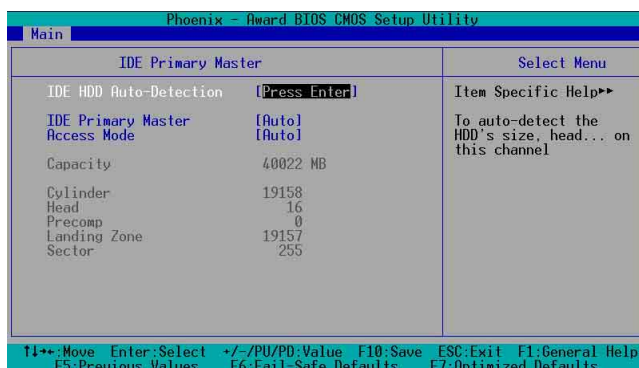 Phoenix - Award BIOS CMOS Setup Utility
Main
IDE Primary Master
Select Menu
IDE HDD Auto-Detection [Press Enter]
IDE Primary Master [Auto]
Access Mode [Auto]
Capacity 40022 MB
Cylinder 19158
Head 16
Precomp 0
Landing Zone 19157
Sector 255
Item Specific Help►►
To auto-detect the
HDD's size, head... on
this channel
↑↓→←:Move Enter:Select +/-/PU/PD:Value F10:Save ESC:Exit F1:General Help
F5:Previous Values F6:Fail-Safe Defaults F7:Optimized Defaults